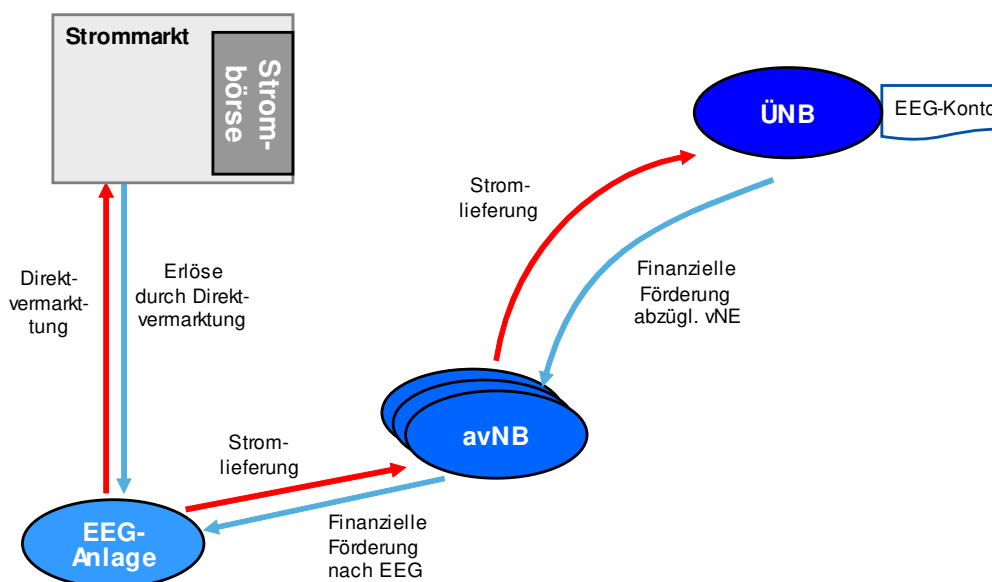 Strommarkt
Strom-
börse
ÜNB
EEG-Konto
Strom-
lieferung
Direkt-
vermark-
tung
Erlöse
durch Direkt-
vermarktung
Finanzielle
Förderung
abzügl. vNE
avNB
Strom-
lieferung
EEG-
Anlage
Finanzielle
Förderung
nach EEG